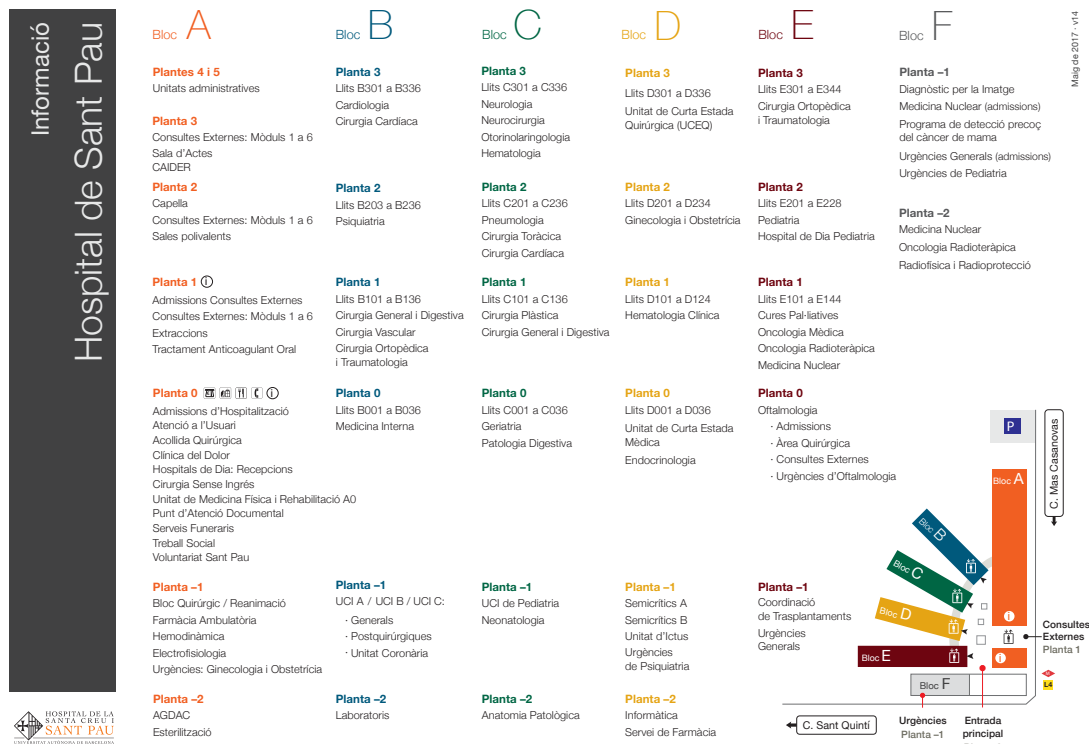 Informació
Hospital de Sant Pau
HOSPITAL DE LA
SANTA CREU I
SANT PAU
UNIVERSITAT AUTÒNOMA DE BARCELONA
Maig de 2017 · v14
Bloc A
Plantes 4 i 5
Unitats administratives
Planta 3
Consultes Externes: Mòduls 1 a 6
Sala d'Actes
CAIDER
Planta 2
Capella
Consultes Externes: Mòduls 1 a 6
Sales polivalents
Planta 1
Admissions Consultes Externes
Consultes Externes: Mòduls 1 a 6
Extraccions
Tractament Anticoagulant Oral
Planta 0
Admissions d'Hospitalització
Atenció a l'Usuari
Acollida Quirúrgica
Clínica del Dolor
Hospitals de Dia: Recepcions
Cirurgia Sense Ingrés
Unitat de Medicina Física i Rehabilitació A0
Punt d'Atenció Documental
Serveis Funeraris
Treball Social
Voluntariat Sant Pau
Planta –1
Bloc Quirúrgic / Reanimació
Farmàcia Ambulatòria
Hemodinàmica
Electrofisiologia
Urgències: Ginecologia i Obstetrícia
Planta –2
AGDAC
Esterilització
Bloc B
Planta 3
Llits B301 a B336
Cardiologia
Cirurgia Cardíaca
Planta 2
Llits B203 a B236
Psiquiatria
Planta 1
Llits B101 a B136
Cirurgia General i Digestiva
Cirurgia Vascular
Cirurgia Ortopèdica
i Traumatologia
Planta 0
Llits B001 a B036
Medicina Interna
Planta –1
UCI A / UCI B / UCI C:
· Generals
· Postquirúrgiques
· Unitat Coronària
Planta –2
Laboratoris
Bloc C
Planta 3
Llits C301 a C336
Neurologia
Neurocirurgia
Otorinolaringologia
Hematologia
Planta 2
Llits C201 a C236
Pneumologia
Cirurgia Toràcica
Cirurgia Cardíaca
Planta 1
Llits C101 a C136
Cirurgia Plàstica
Cirurgia General i Digestiva
Planta 0
Llits C001 a C036
Geriatria
Patologia Digestiva
Planta –1
UCI de Pediatria
Neonatologia
Planta –2
Anatomia Patològica
Bloc D
Planta 3
Llits D301 a D336
Unitat de Curta Estada
Quirúrgica (UCEQ)
Planta 2
Llits D201 a D234
Ginecologia i Obstetrícia
Planta 1
Llits D101 a D124
Hematologia Clínica
Planta 0
Llits D001 a D036
Unitat de Curta Estada
Mèdica
Endocrinologia
Planta –1
Semicrítics A
Semicrítics B
Unitat d'Ictus
Urgències
de Psiquiatria
Planta –2
Informàtica
Servei de Farmàcia
Bloc E
Planta 3
Llits E301 a E344
Cirurgia Ortopèdica
i Traumatologia
Planta 2
Llits E201 a E228
Pediatria
Hospital de Dia Pediatria
Planta 1
Llits E101 a E144
Cures Pal·liatives
Oncologia Mèdica
Oncologia Radioteràpica
Medicina Nuclear
Planta 0
Oftalmologia
· Admissions
· Àrea Quirúrgica
· Consultes Externes
· Urgències d'Oftalmologia
Planta –1
Coordinació
de Trasplantaments
Urgències
Generals
Bloc F
Planta –1
Diagnòstic per la Imatge
Medicina Nuclear (admissions)
Programa de detecció precoç
del càncer de mama
Urgències Generals (admissions)
Urgències de Pediatria
Planta –2
Medicina Nuclear
Oncologia Radioteràpica
Radiofísica i Radioprotecció
P
C. Mas Casanovas
Bloc A
Bloc B
Bloc C
Bloc D
Bloc E
Bloc F
Consultes
Externes
Planta 1
L4
C. Sant Quintí
Urgències
Planta –1
Entrada
principal